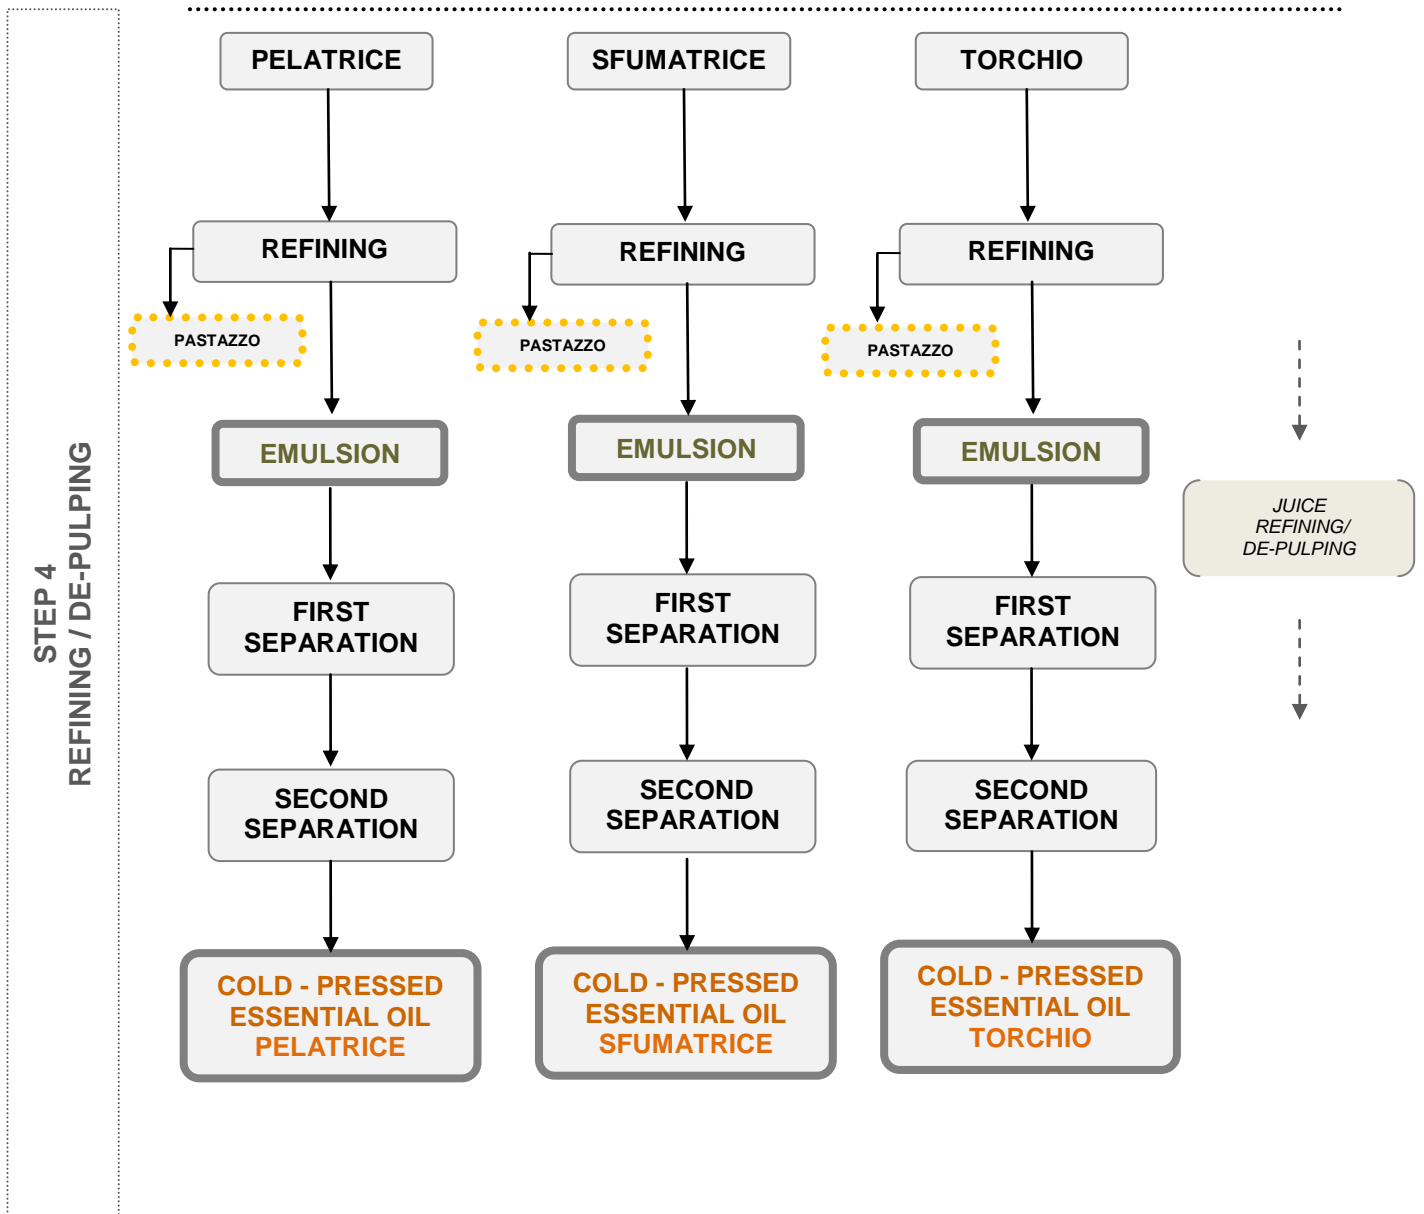 STEP 4
REFINING / DE-PULPING
PELATRICE
SFUMATRICE
TORCHIO
REFINING
REFINING
REFINING
PASTAZZO
PASTAZZO
PASTAZZO
EMULSION
EMULSION
EMULSION
JUICE
REFINING/
DE-PULPING
FIRST
SEPARATION
FIRST
SEPARATION
FIRST
SEPARATION
SECOND
SEPARATION
SECOND
SEPARATION
SECOND
SEPARATION
COLD - PRESSED
ESSENTIAL OIL
PELATRICE
COLD - PRESSED
ESSENTIAL OIL
SFUMATRICE
COLD - PRESSED
ESSENTIAL OIL
TORCHIO